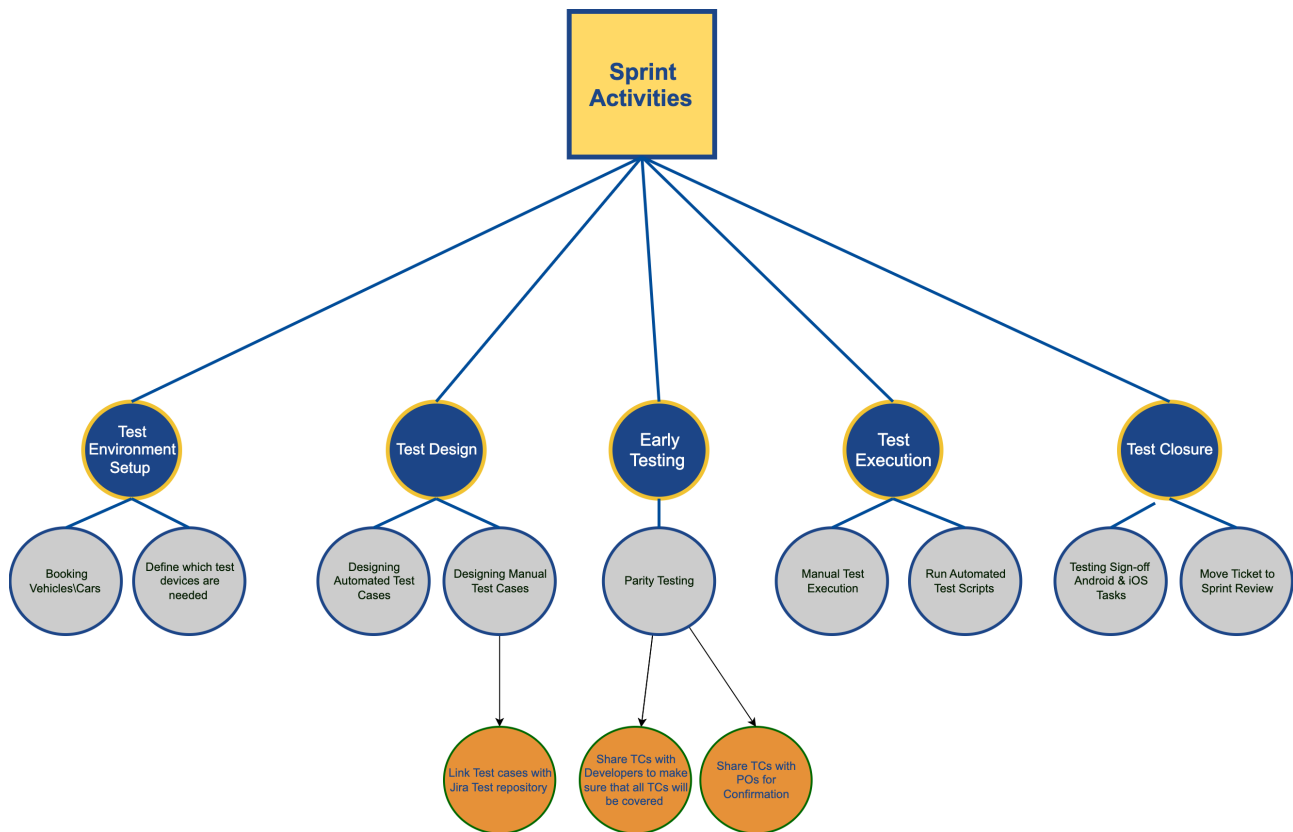 Sprint
Activities
Test
Environment
Setup
Test Design
Early
Testing
Test
Execution
Test Closure
Booking
Vehicles\Cars
Define which test
devices are
needed
Designing
Automated Test
Cases
Designing Manual
Test Cases
Parity Testing
Manual Test
Execution
Run Automated
Test Scripts
Testing Sign-off
Android & iOS
Tasks
Move Ticket to
Sprint Review
Link Test cases with
Jira Test repository
Share TCs with
Developers to make
sure that all TCs will
be covered
Share TCs with
POs for
Confirmation